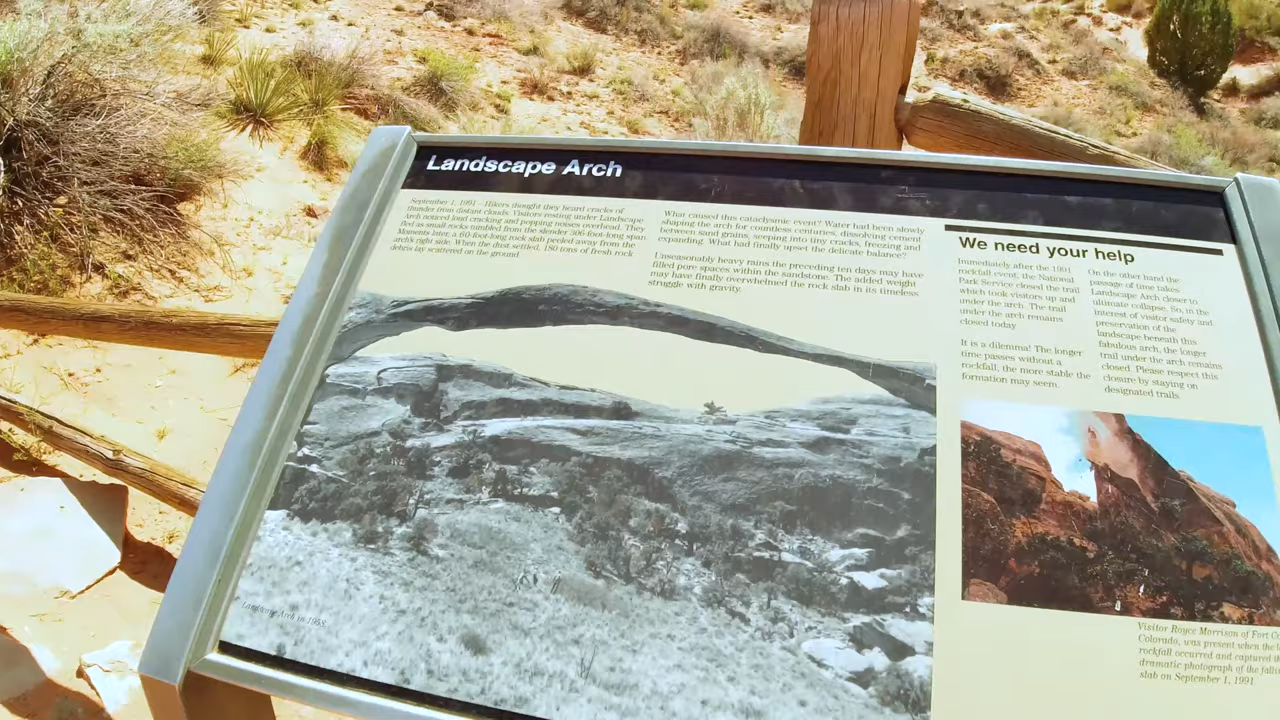 Landscape Arch
September 1, 1991 - Hikers thought they heard cracks of
thunder from distant clouds. Visitors resting under Landscape
Arch noticed loud cracking and popping noises overhead. They
fled as small rocks tumbled from the slender 306-foot-long span.
Moments later, a 60-foot-long rock slab peeled away from the
arch's right side. When the dust settled, 180 tons of fresh rock
debris lay scattered on the ground
What caused this cataclysmic event? Water had been slowly
shaping the arch for countless centuries, dissolving cement
between sand grains, seeping into tiny cracks, freezing and
expanding. What had finally upset the delicate balance?
Unseasonably heavy rains the preceding ten days may have
filled pore spaces within the sandstone. The added weight
may have finally overwhelmed the rock slab in its timeless
struggle with gravity.
We need your help
Immediately after the 1991
rockfall event, the National
Park Service closed the trail
which took visitors up and
under the arch. The trail
under the arch remains
closed today
It is a dilemma! The longer
time passes without a
rockfall, the more stable the
formation may seem.
On the other hand the
passage of time takes
Landscape Arch closer to
ultimate collapse. So, in the
interest of visitor safety and
preservation of the
landscape beneath this
fabulous arch, the longer
trail under the arch remains
closed. Please respect this
closure by staying on
designated trails.
Landscape Arch in
Visitor Royce Morrison of Fort
Colorado, was present when the
rockfall occurred and captured
dramatic photograph of the
slab on September 1, 1991